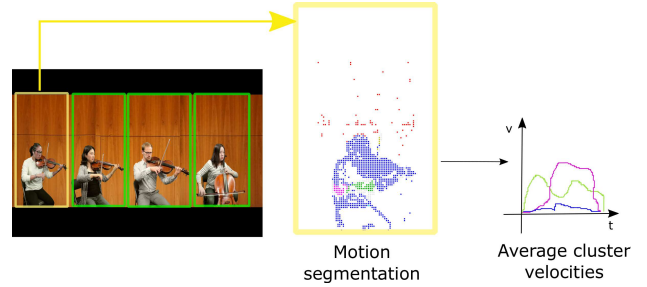 v
t
Motion
segmentation
Average cluster
velocities